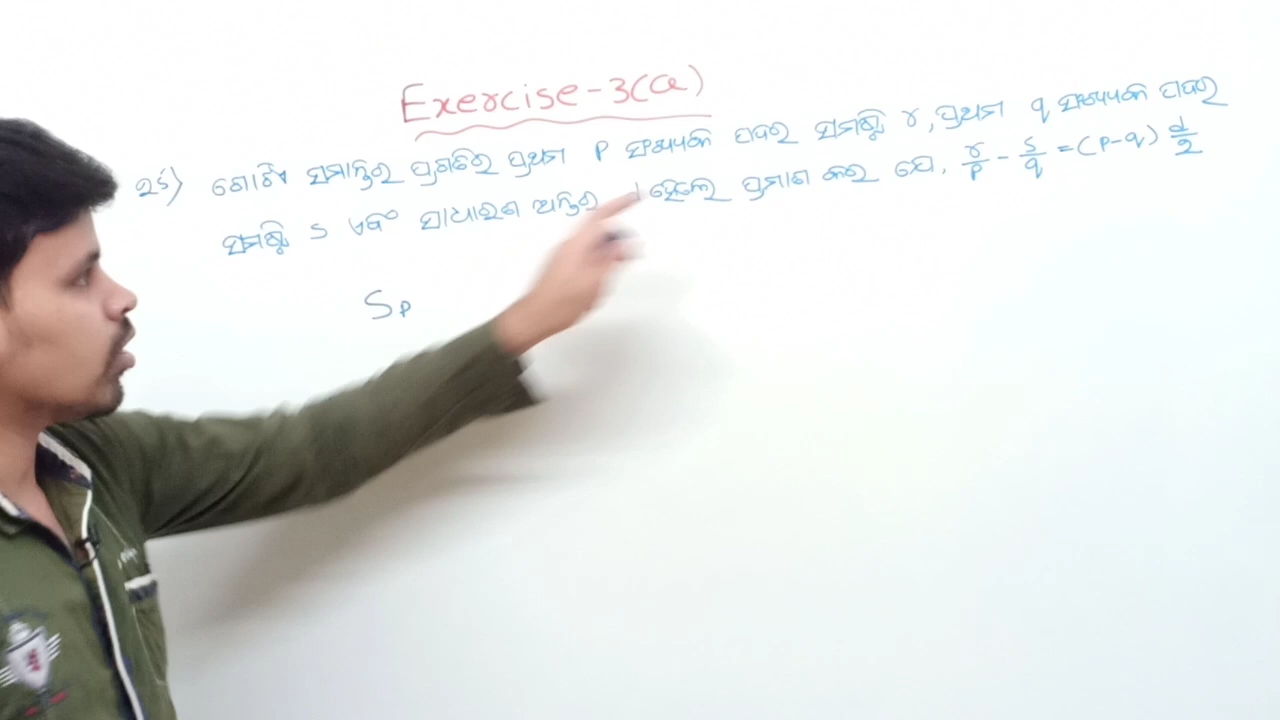 Exercise-3(a)
25) ଗୋଟିଏ ସମାନ୍ତର ପ୍ରଗତିର ପ୍ରଥମ P ସଂଖ୍ୟକ ପଦର ସମଷ୍ଟି r, ପ୍ରଥମ q ସଂଖ୍ୟକ ପଦର
ସମଷ୍ଟି S ଏବଂ ସାଧାରଣ ଅନ୍ତର d ହେଲେ ପ୍ରମାଣ କର ଯେ, r/p - s/q = (p-q) d/2
Sp